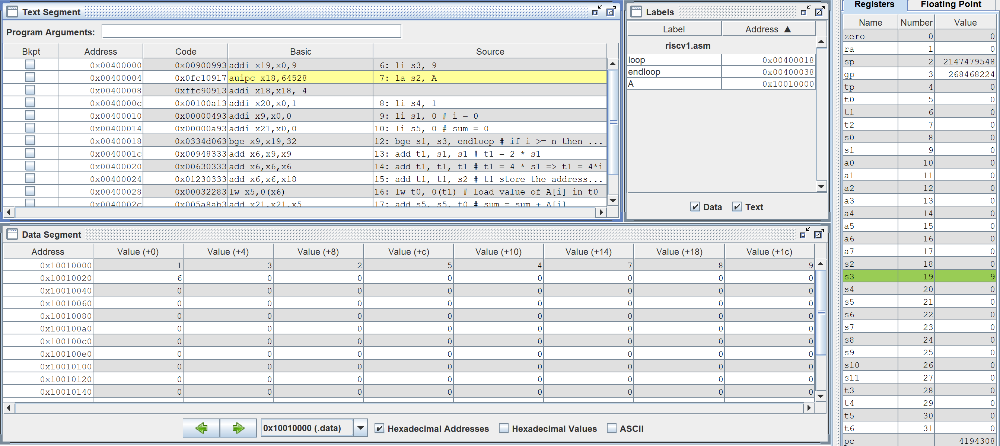 Text Segment
Program Arguments:
Bkpt Address Code Basic Source
0x00400000 0x00900993 addi x19,x0,9 6: li s3, 9
0x00400004 0x0fc10917 auipc x18,64528 7: la s2, A
0x00400008 0xffc90913 addi x18,x18,-4
0x0040000c 0x00100a13 addi x20,x0,1 8: li s4, 1
0x00400010 0x00000493 addi x9,x0,0 9: li s1, 0 # i = 0
0x00400014 0x00000a93 addi x21,x0,0 10: li s5, 0 # sum = 0
0x00400018 0x0334d063 bge x9,x19,32 12: bge s1, s3, endloop # if i >= n then ...
0x0040001c 0x00948333 add x6,x9,x9 13: add t1, s1, s1 # t1 = 2 * s1
0x00400020 0x00630333 add x6,x6,x6 14: add t1, t1, t1 # t1 = 4 * s1 => t1 = 4*i
0x00400024 0x01230333 add x6,x6,x18 15: add t1, t1, s2 # t1 store the address...
0x00400028 0x00032283 lw x5,0(x6) 16: lw t0, 0(t1) # load value of A[i] in t0
0x0040002c 0x005a8ab3 add x21,x21,x5 17: add s5, s5, t0 # sum = sum + A[i]
Labels
Label Address ▲
riscv1.asm
loop 0x00400018
endloop 0x00400038
A 0x10010000
Data Text
Data Segment
Address Value (+0) Value (+4) Value (+8) Value (+c) Value (+10) Value (+14) Value (+18) Value (+1c)
0x10010000 1 3 2 5 4 7 8 9
0x10010020 6 0 0 0 0 0 0 0
0x10010040 0 0 0 0 0 0 0 0
0x10010060 0 0 0 0 0 0 0 0
0x10010080 0 0 0 0 0 0 0 0
0x100100a0 0 0 0 0 0 0 0 0
0x100100c0 0 0 0 0 0 0 0 0
0x100100e0 0 0 0 0 0 0 0 0
0x10010100 0 0 0 0 0 0 0 0
0x10010120 0 0 0 0 0 0 0 0
0x10010140 0 0 0 0 0 0 0 0
0x10010000 (.data) Hexadecimal Addresses Hexadecimal Values ASCII
Registers Floating Point
Name Number Value
zero 0 0
ra 1 0
sp 2 2147479548
gp 3 268468224
tp 4 0
t0 5 0
t1 6 0
t2 7 0
s0 8 0
s1 9 0
a0 10 0
a1 11 0
a2 12 0
a3 13 0
a4 14 0
a5 15 0
a6 16 0
a7 17 0
s2 18 0
s3 19 9
s4 20 0
s5 21 0
s6 22 0
s7 23 0
s8 24 0
s9 25 0
s10 26 0
s11 27 0
t3 28 0
t4 29 0
t5 30 0
t6 31 0
pc 4194308